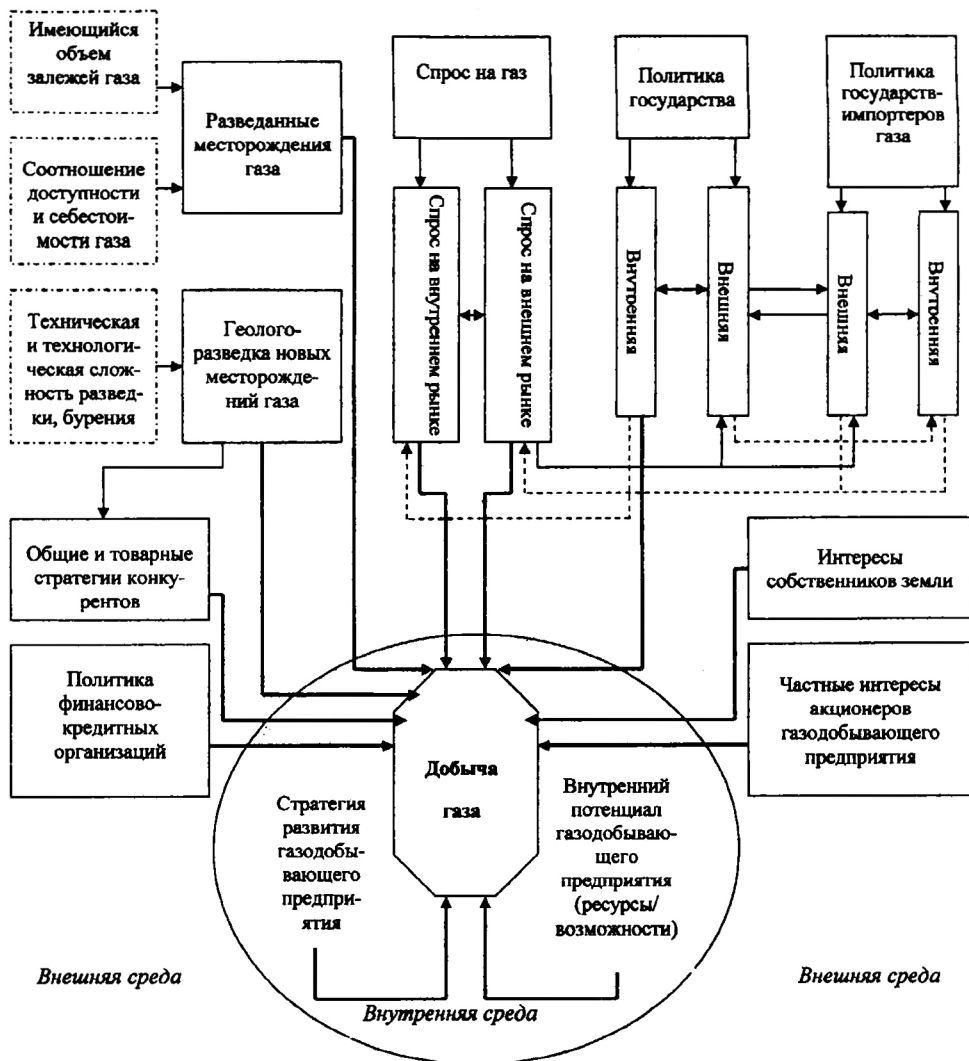 Имеющийся
объем
залежей газа
Соотношение
доступности
и себестои-
мости газа
Техническая
и технологи-
ческая слож-
ность развед-
ки, бурения
Разведанные
месторождения
газа
Геолого-
разведка новых
месторожде-
ний газа
Спрос на газ
Спрос на внутреннем рынке
Спрос на внешнем рынке
Политика
государства
Внутренняя
Внешняя
Политика
государств-
импортеров
газа
Внешняя
Внутренняя
Общие и товарные
стратегии конку-
рентов
Политика
финансово-
кредитных
организаций
Интересы
собственников земли
Частные интересы
акционеров
газодобывающего
предприятия
Добыча
газа
Стратегия
развития
газодобы-
вающего
предпри-
ятия
Внутренний
потенциал
газодобываю-
щего
предприятия
(ресурсы/
возможности)
Внешняя среда
Внутренняя среда
Внешняя среда